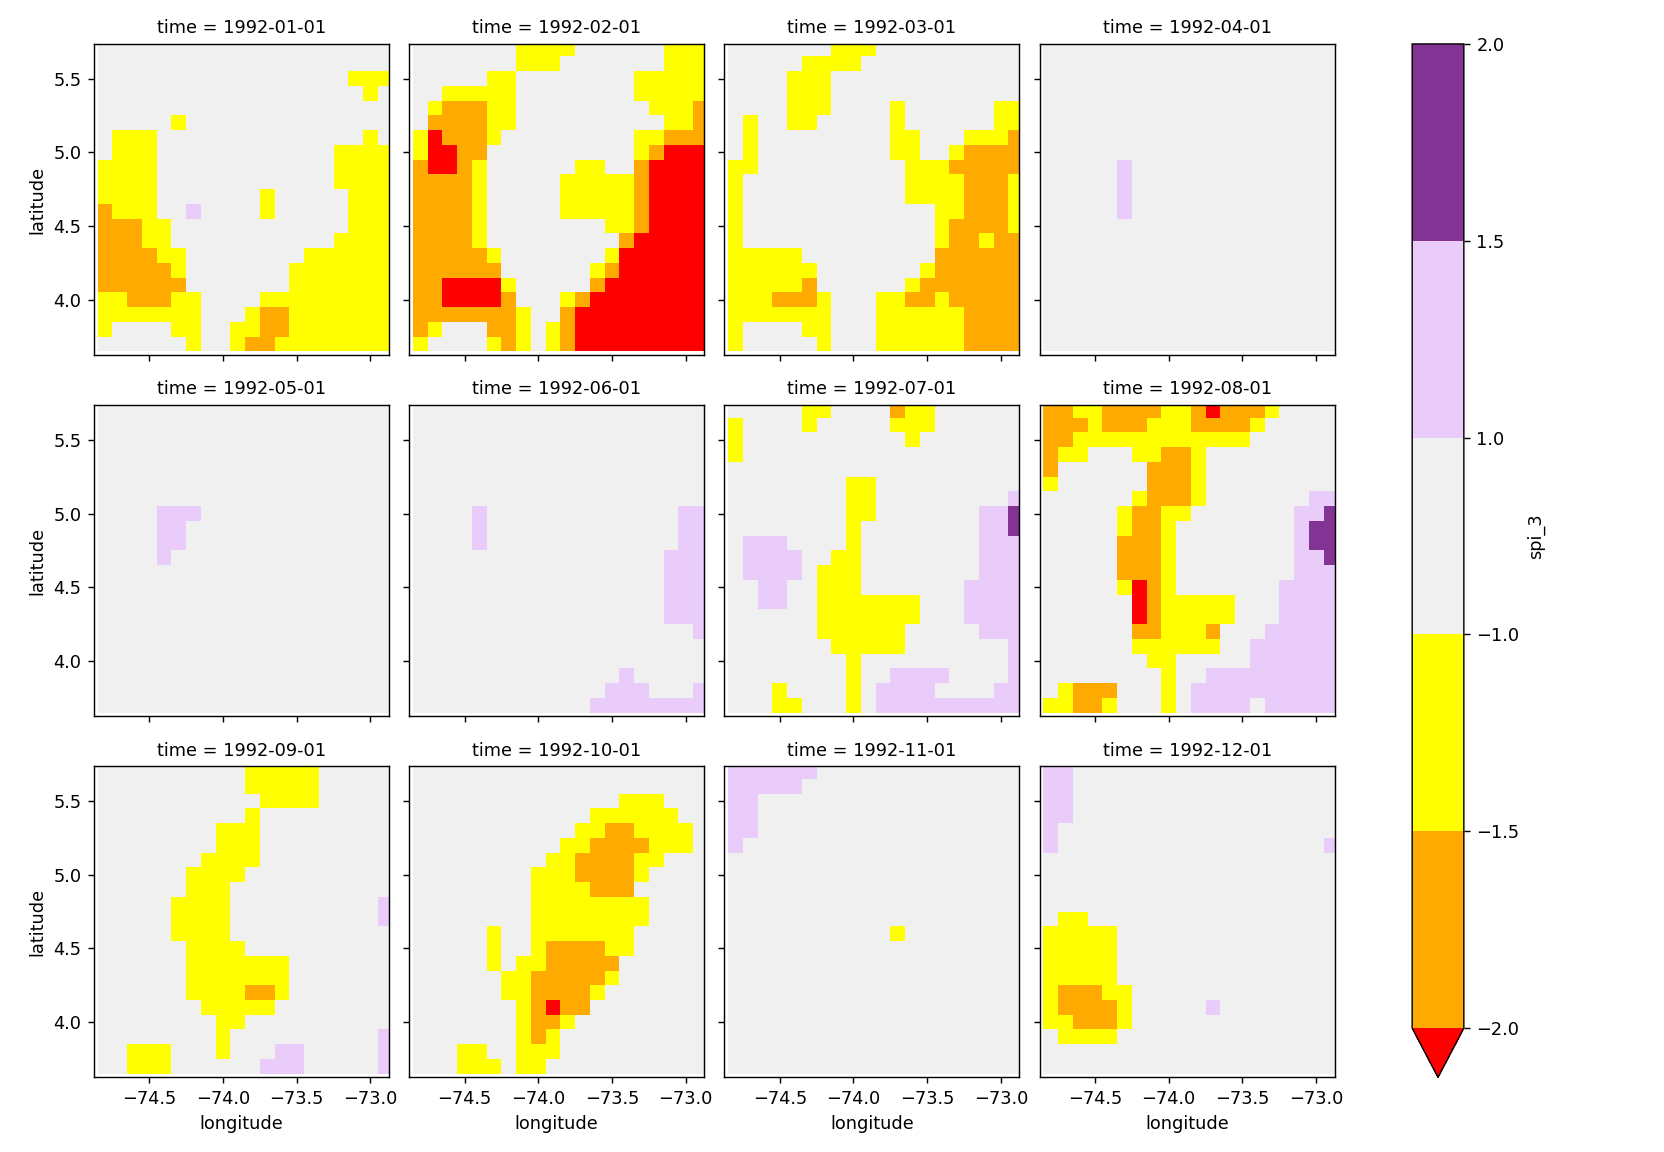 time = 1992-01-01
time = 1992-02-01
time = 1992-03-01
time = 1992-04-01
5.5
5.0
4.5
4.0
latitude
time = 1992-05-01
time = 1992-06-01
time = 1992-07-01
time = 1992-08-01
5.5
5.0
4.5
4.0
latitude
time = 1992-09-01
time = 1992-10-01
time = 1992-11-01
time = 1992-12-01
5.5
5.0
4.5
4.0
latitude
−74.5 −74.0 −73.5 −73.0
longitude
−74.5 −74.0 −73.5 −73.0
longitude
−74.5 −74.0 −73.5 −73.0
longitude
−74.5 −74.0 −73.5 −73.0
longitude
2.0
1.5
1.0
−1.0
−1.5
−2.0
spi_3